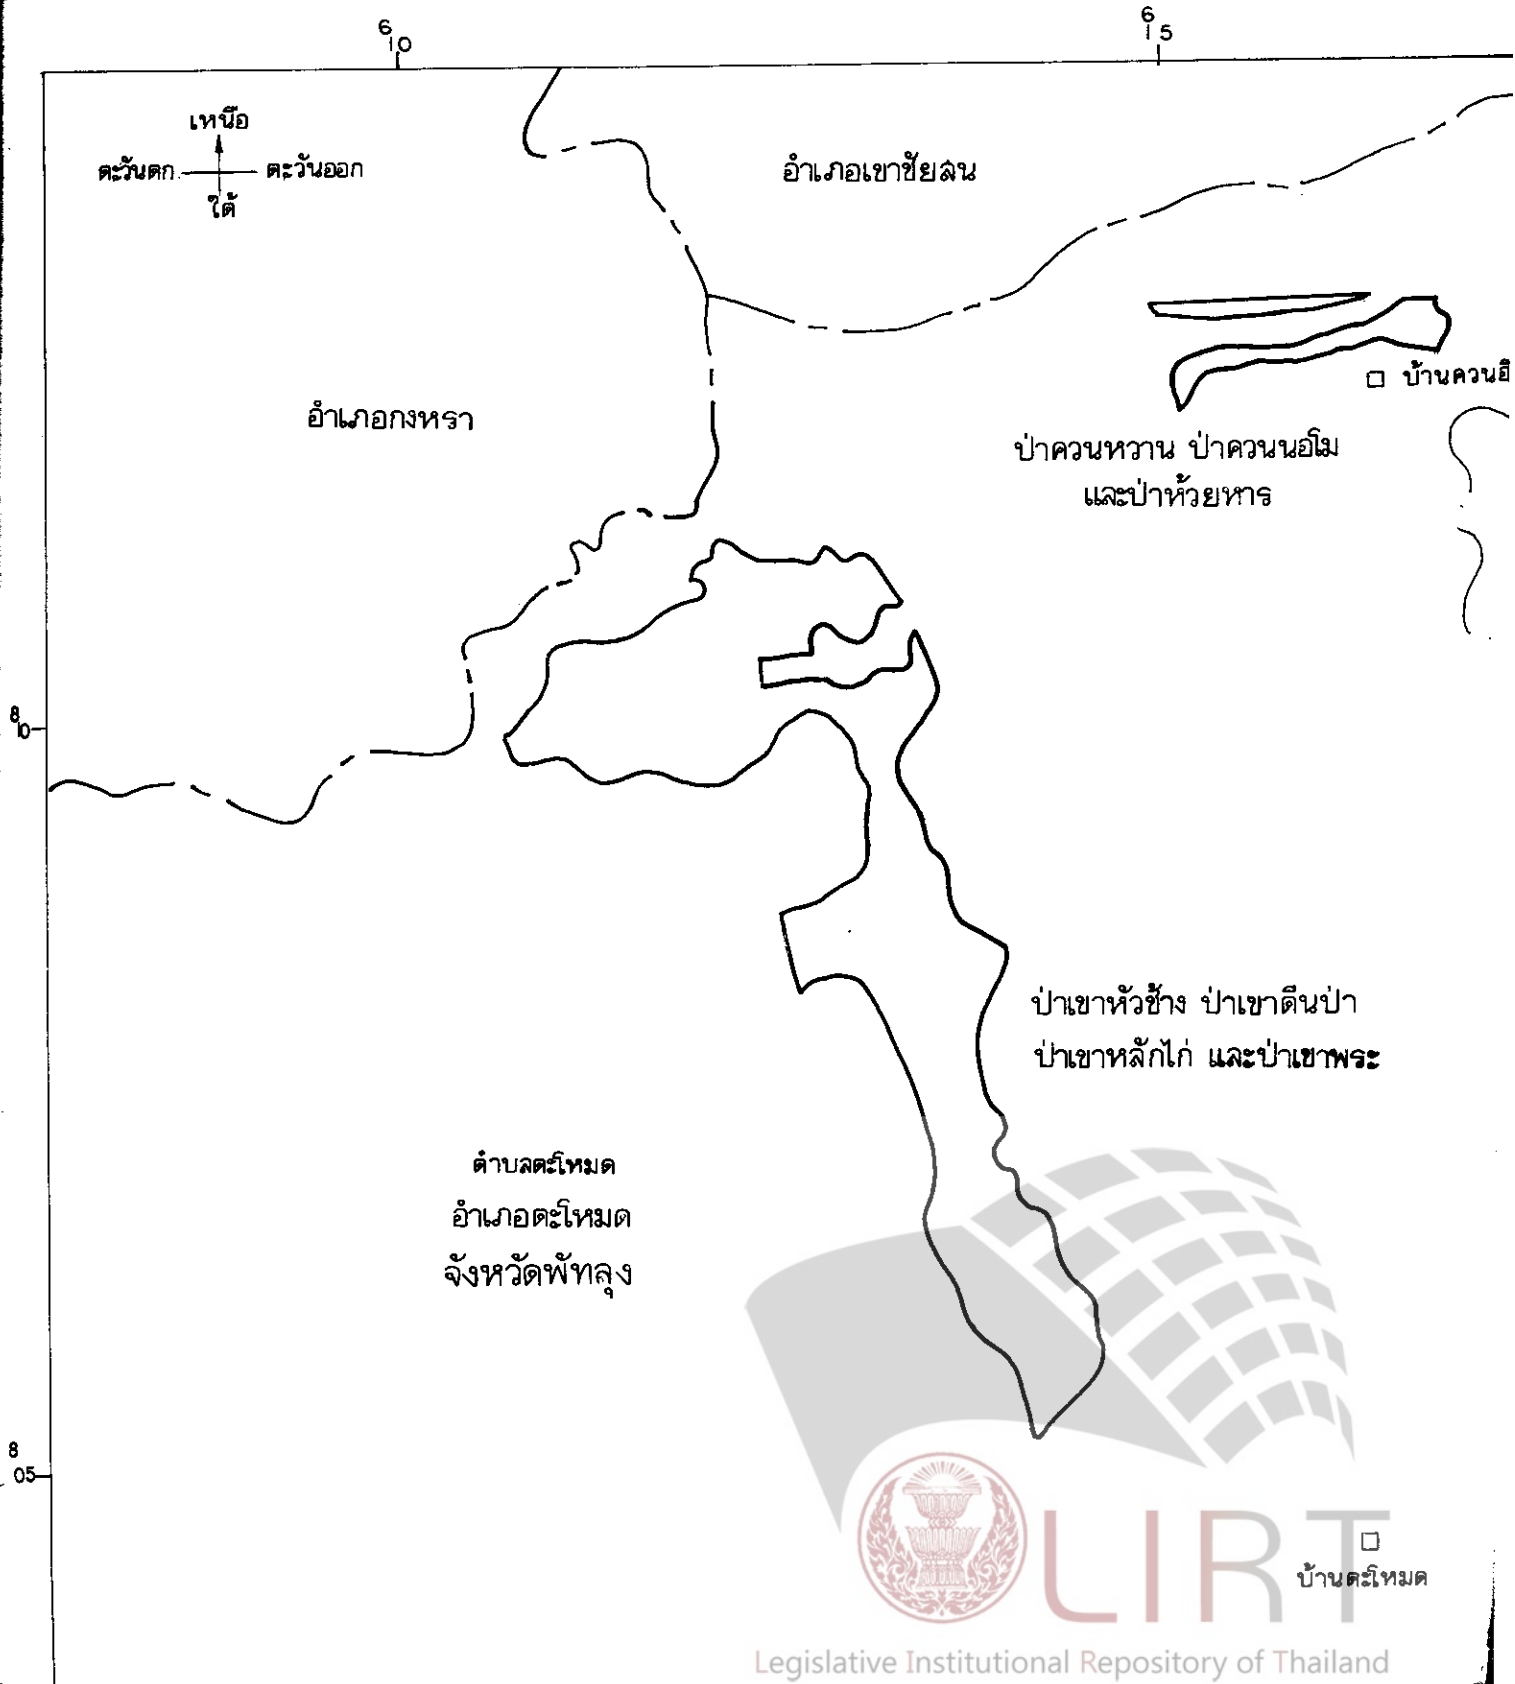 6
10
6
15
เหนือ
ตะวันตก
ตะวันออก
ใต้
อำเภอเขาชัยสน
อำเภอกงหรา
ป่าควนหวาน ป่าควนนอโม
และป่าห้วยหาร
8
10
ป่าเขาหัวช้าง ป่าเขาตีนป่า
ป่าเขาหลักไก่ และป่าเขาพระ
ตำบลตะโหมด
อำเภอตะโหมด
จังหวัดพัทลุง
8
05
บ้านตะโหมด
LIRT
Legislative Institutional Repository of Thailand